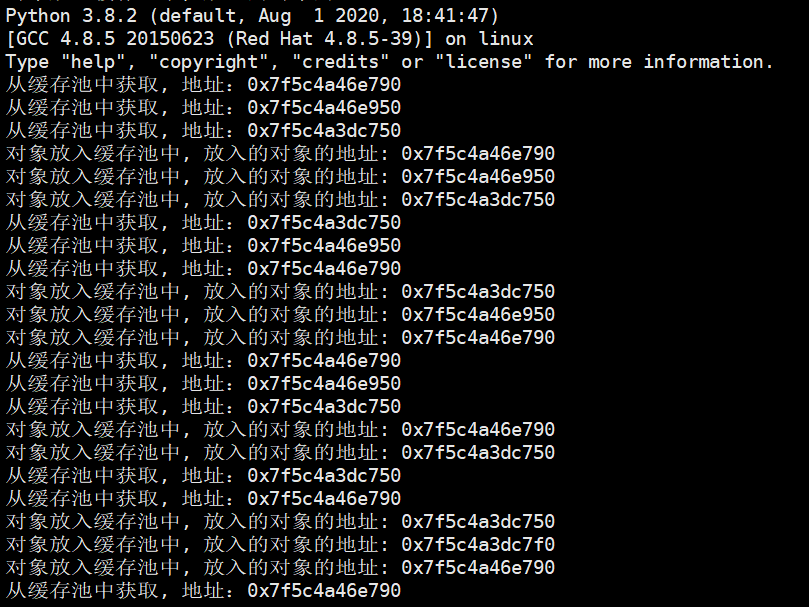 Python 3.8.2 (default, Aug  1 2020, 18:41:47)
[GCC 4.8.5 20150623 (Red Hat 4.8.5-39)] on linux
Type "help", "copyright", "credits" or "license" for more information.
从缓存池中获取, 地址: 0x7f5c4a46e790
从缓存池中获取, 地址: 0x7f5c4a46e950
从缓存池中获取, 地址: 0x7f5c4a3dc750
对象放入缓存池中, 放入的对象的地址: 0x7f5c4a46e790
对象放入缓存池中, 放入的对象的地址: 0x7f5c4a46e950
对象放入缓存池中, 放入的对象的地址: 0x7f5c4a3dc750
从缓存池中获取, 地址: 0x7f5c4a3dc750
从缓存池中获取, 地址: 0x7f5c4a46e950
从缓存池中获取, 地址: 0x7f5c4a46e790
对象放入缓存池中, 放入的对象的地址: 0x7f5c4a3dc750
对象放入缓存池中, 放入的对象的地址: 0x7f5c4a46e950
对象放入缓存池中, 放入的对象的地址: 0x7f5c4a46e790
从缓存池中获取, 地址: 0x7f5c4a46e790
从缓存池中获取, 地址: 0x7f5c4a46e950
从缓存池中获取, 地址: 0x7f5c4a3dc750
对象放入缓存池中, 放入的对象的地址: 0x7f5c4a46e790
对象放入缓存池中, 放入的对象的地址: 0x7f5c4a3dc750
从缓存池中获取, 地址: 0x7f5c4a3dc750
从缓存池中获取, 地址: 0x7f5c4a46e790
对象放入缓存池中, 放入的对象的地址: 0x7f5c4a3dc750
对象放入缓存池中, 放入的对象的地址: 0x7f5c4a3dc7f0
对象放入缓存池中, 放入的对象的地址: 0x7f5c4a46e790
从缓存池中获取, 地址: 0x7f5c4a46e790